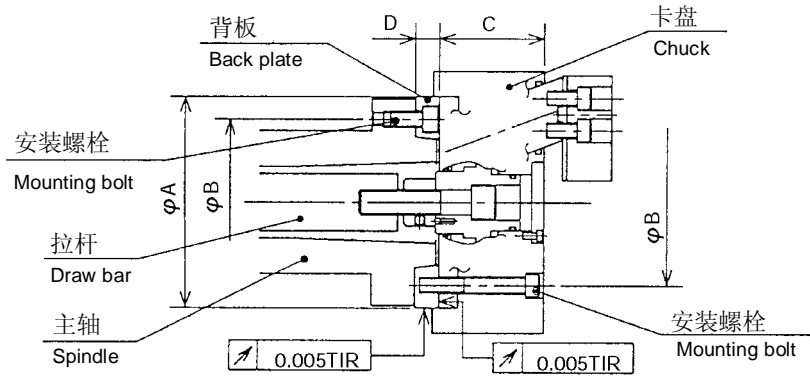 D
C
背板
Back plate
卡盘
Chuck
安装螺栓
Mounting bolt
φA
φB
φB
拉杆
Draw bar
主轴
Spindle
0.005TIR
0.005TIR
安装螺栓
Mounting bolt